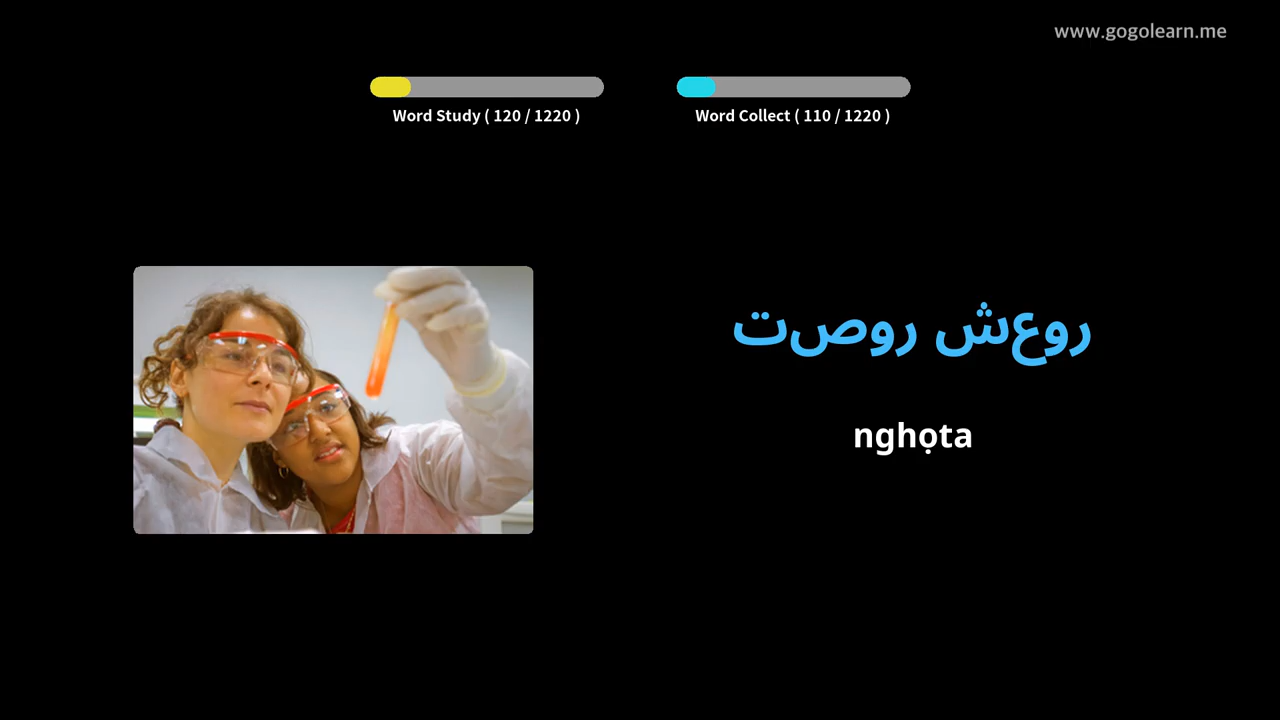 www.gogolearn.me
Word Study ( 120 / 1220 )
Word Collect ( 110 / 1220 )
روعش روصت
nghọta